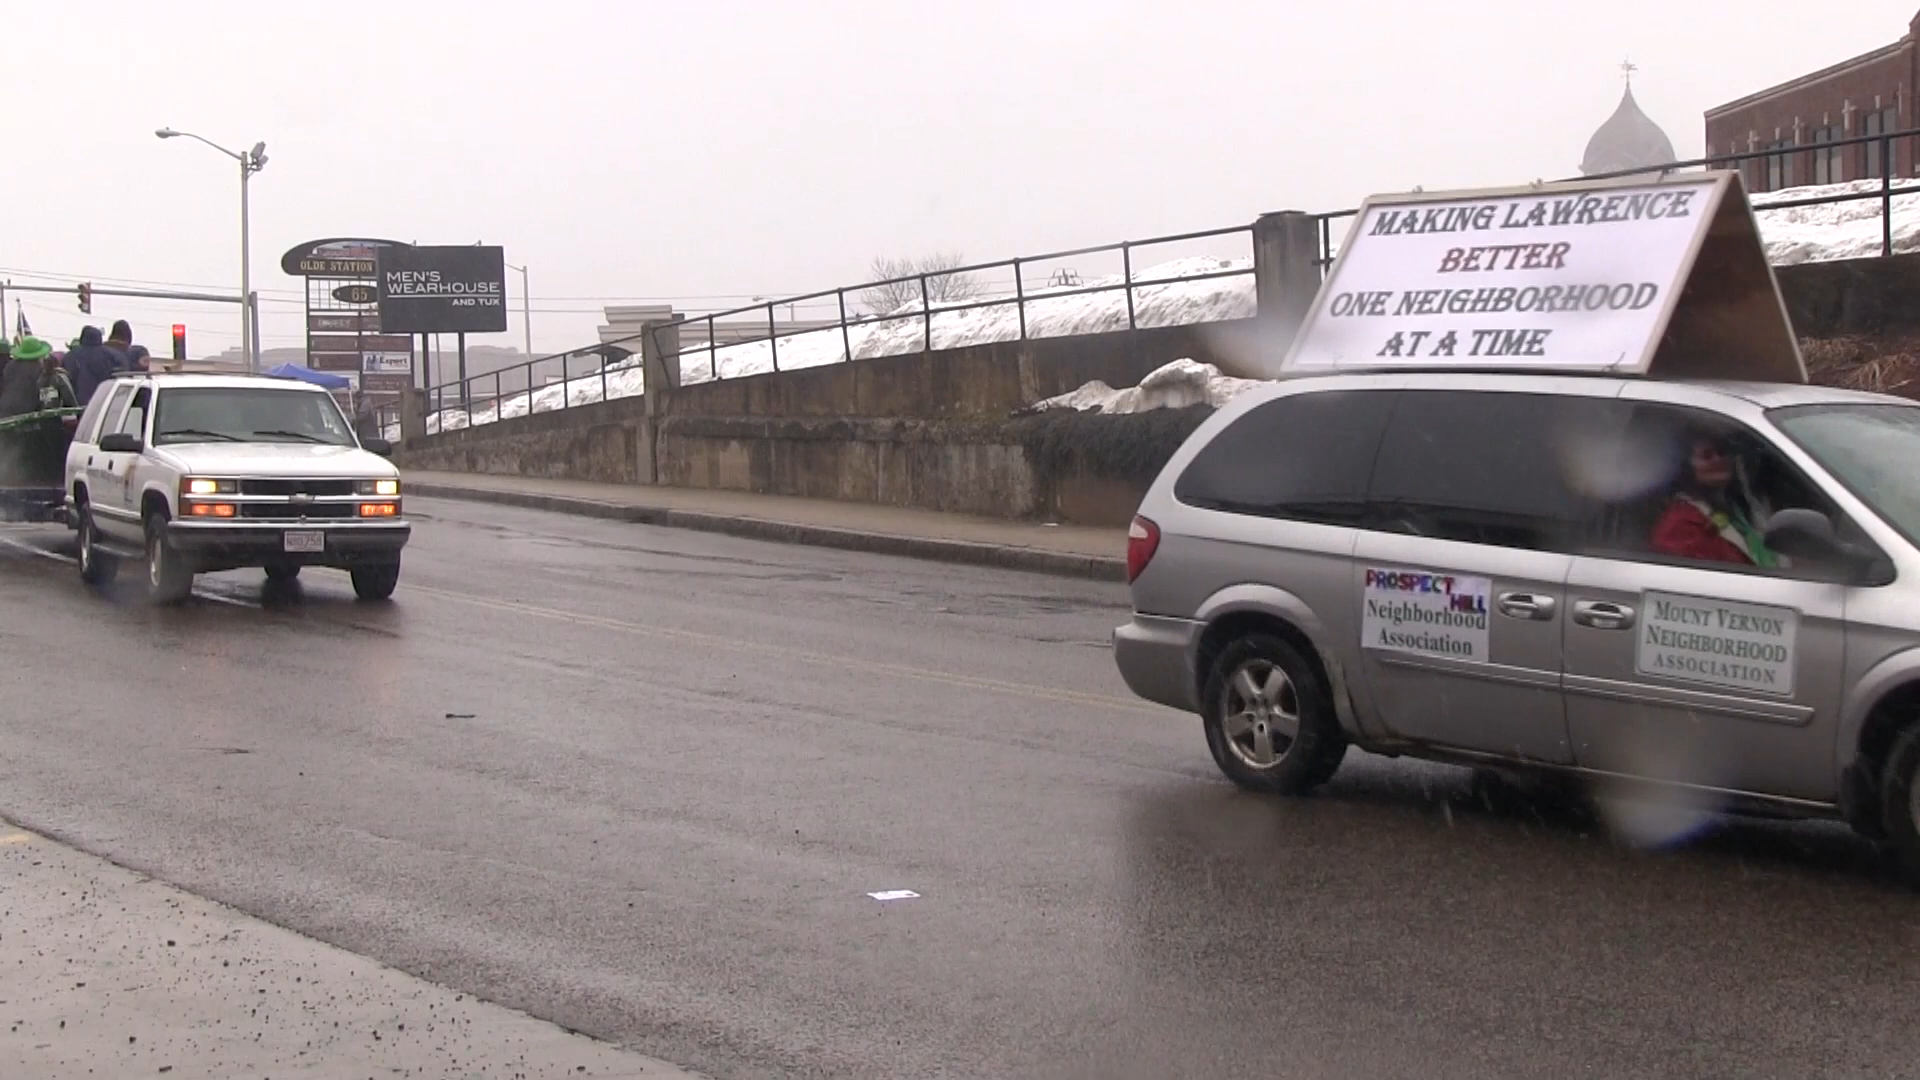 OLDE STATION
65
MEN'S
WEARHOUSE
AND TUX
Expert
MAKING LAWRENCE
BETTER
ONE NEIGHBORHOOD
AT A TIME
PROSPECT
HILL
Neighborhood
Association
MOUNT VERNON
NEIGHBORHOOD
ASSOCIATION